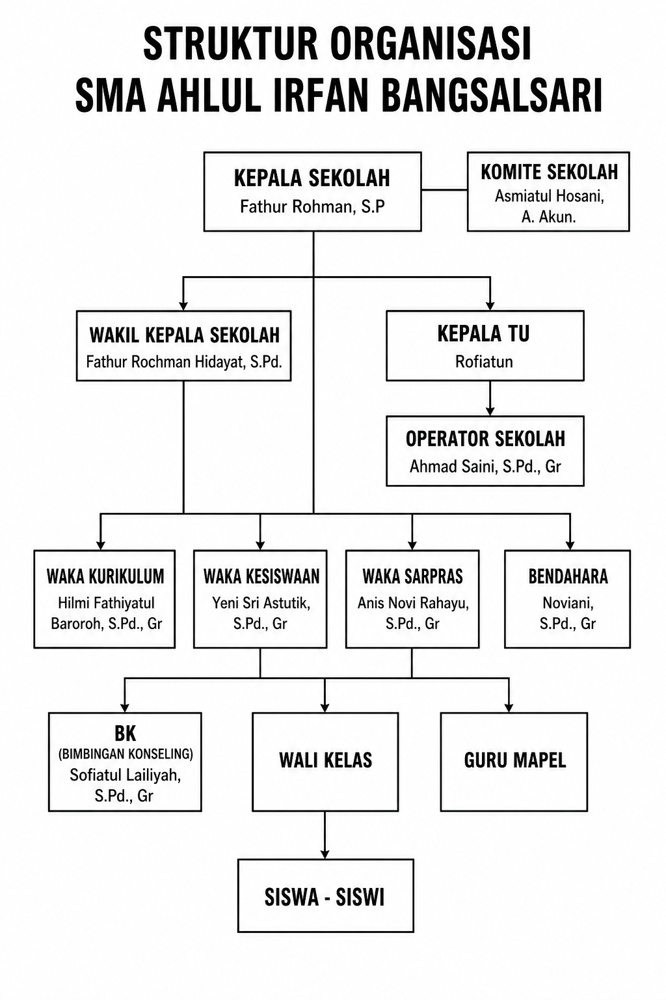 STRUKTUR ORGANISASI
SMA AHLUL IRFAN BANGSALSARI
KEPALA SEKOLAH
Fathur Rohman, S.P
KOMITE SEKOLAH
Asmiatul Hosani,
A. Akun.
WAKIL KEPALA SEKOLAH
Fathur Rochman Hidayat, S.Pd.
KEPALA TU
Rofiatun
OPERATOR SEKOLAH
Ahmad Saini, S.Pd., Gr
WAKA KURIKULUM
Hilmi Fathiyatul
Baroroh, S.Pd., Gr
WAKA KESISWAAN
Yeni Sri Astutik,
S.Pd., Gr
WAKA SARPRAS
Anis Novi Rahayu,
S.Pd., Gr
BENDAHARA
Noviani,
S.Pd., Gr
BK
(BIMBINGAN KONSELING)
Sofiatul Lailiyah,
S.Pd., Gr
WALI KELAS
GURU MAPEL
SISWA - SISWI